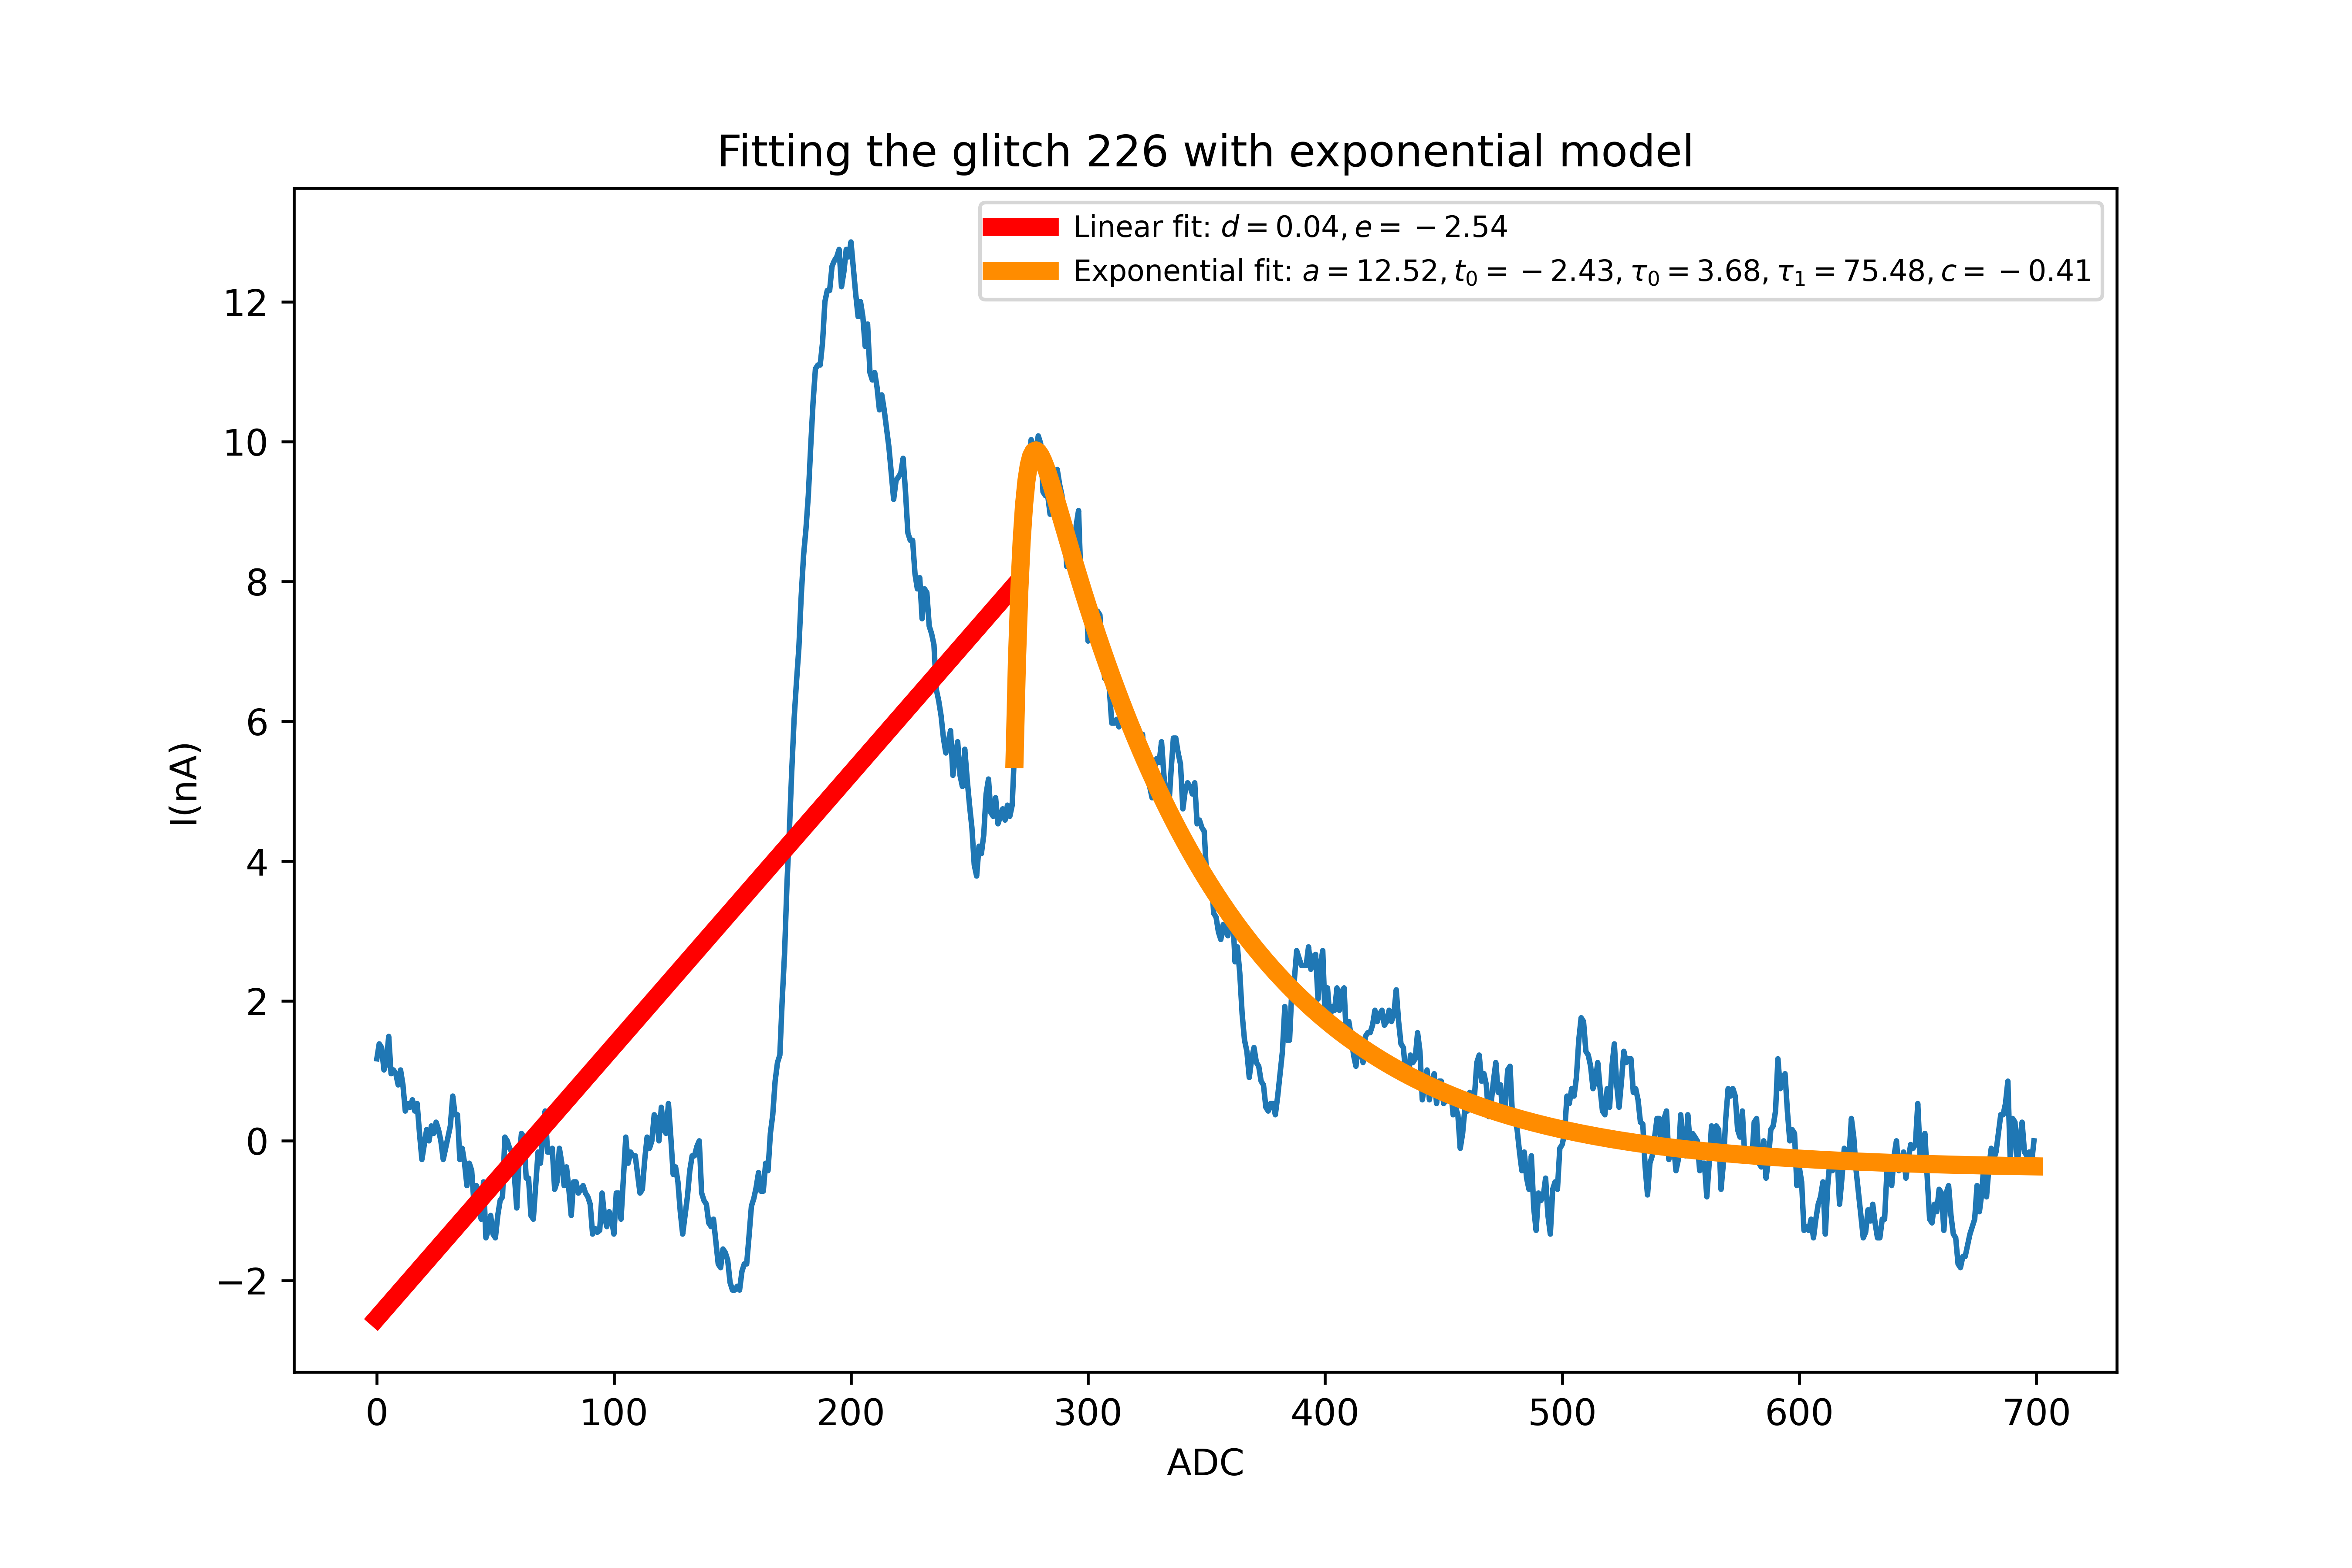 Fitting the glitch 226 with exponential model
Linear fit: d = 0.04, e = −2.54
Exponential fit: a = 12.52, t₀ = −2.43, τ₀ = 3.68, τ₁ = 75.48, c = −0.41
12
10
8
6
4
2
0
−2
I(nA)
0 100 200 300 400 500 600 700
ADC